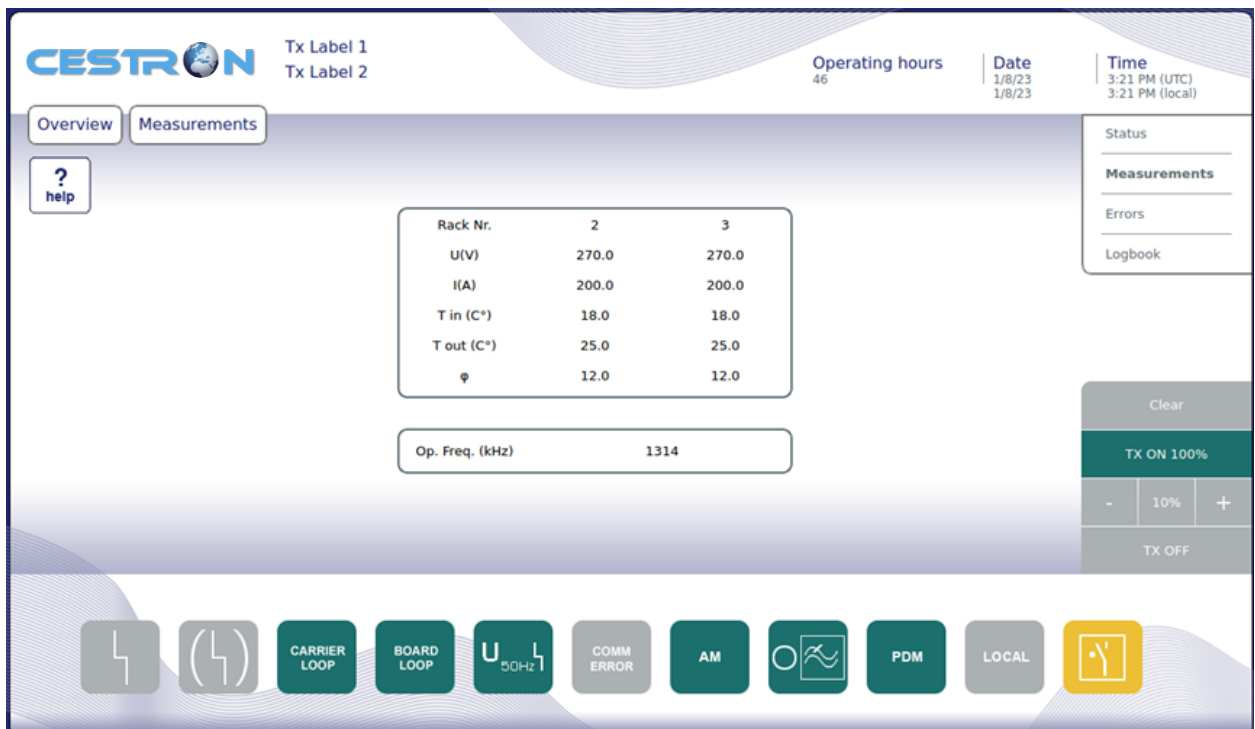 CESTRON
Tx Label 1
Tx Label 2
Operating hours
46
Date
1/8/23
1/8/23
Time
3:21 PM (UTC)
3:21 PM (local)
Overview
Measurements
?
help
Status
Measurements
Errors
Logbook
Rack Nr. 2 3
U(V) 270.0 270.0
I(A) 200.0 200.0
T in (C°) 18.0 18.0
T out (C°) 25.0 25.0
φ 12.0 12.0
Op. Freq. (kHz) 1314
Clear
TX ON 100%
- 10% +
TX OFF
CARRIER
LOOP
BOARD
LOOP
U 50Hz
COMM
ERROR
AM
PDM
LOCAL